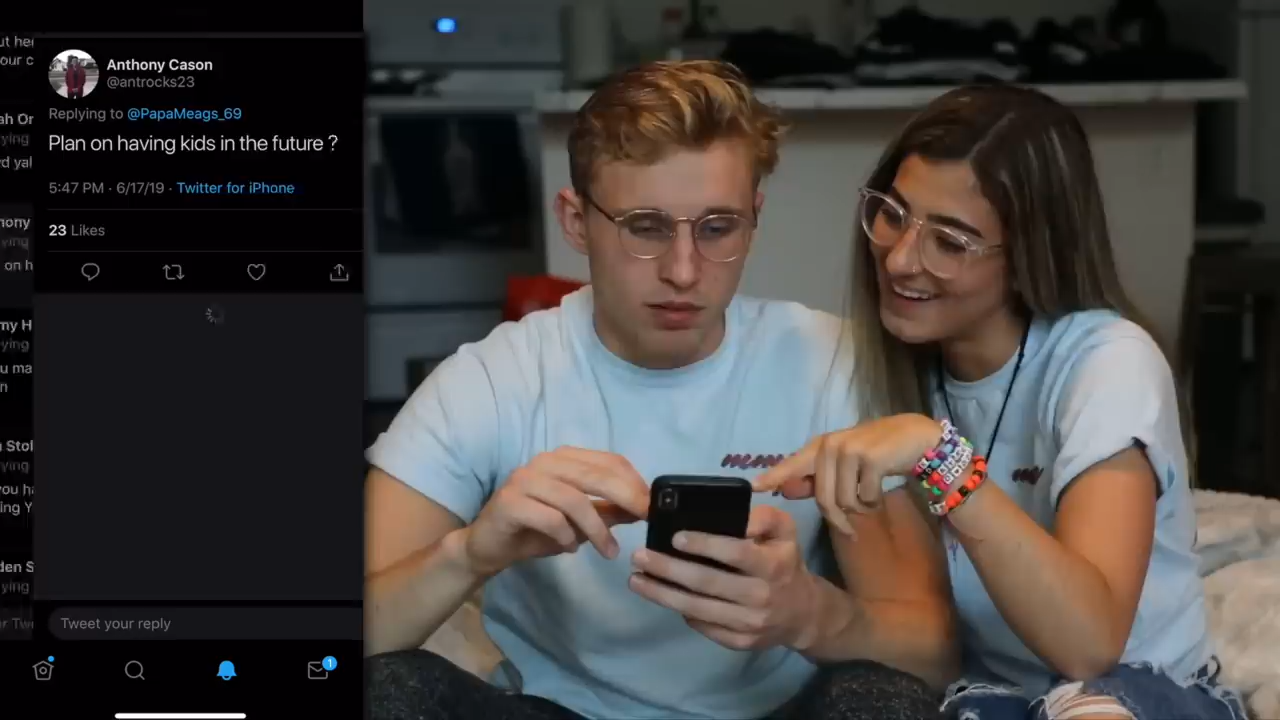 Anthony Cason
@antrocks23
Replying to @PapaMeags_69
Plan on having kids in the future ?
5:47 PM · 6/17/19 · Twitter for iPhone
23 Likes
Tweet your reply
1